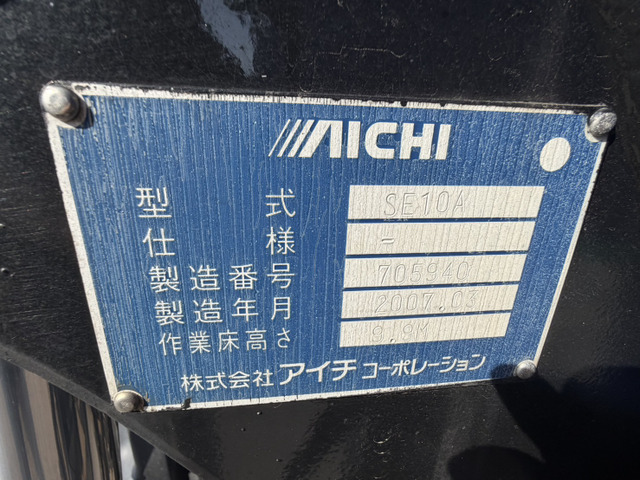 AICHI
型式 SE10A
仕様 -
製造番号 705940
製造年月 2007.03
作業床高さ 9.9M
株式会社アイチコーポレーション